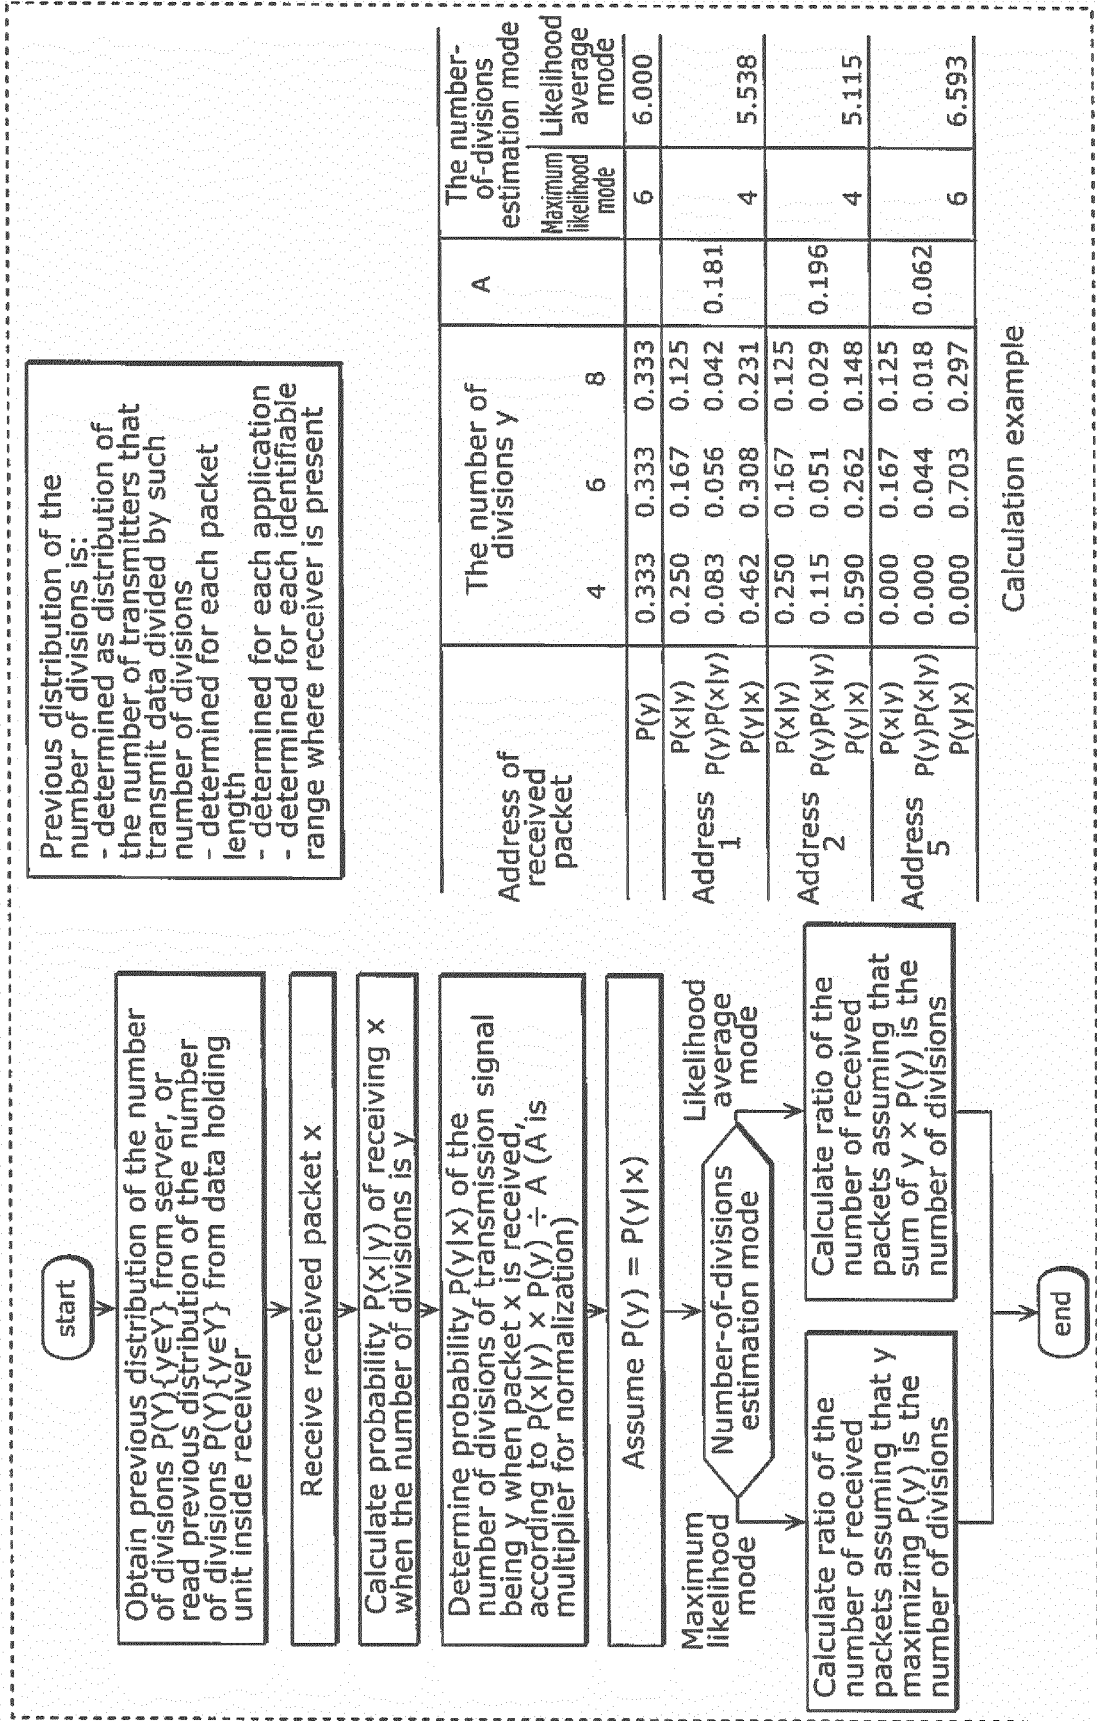 start
Obtain previous distribution of the number
of divisions P(Y){y∈Y} from server, or
read previous distribution of the number
of divisions P(Y){y∈Y} from data holding
unit inside receiver
Receive received packet x
Calculate probability P(x|y) of receiving x
when the number of divisions is y
Determine probability P(y|x) of the
number of divisions of transmission signal
being y when packet x is received,
according to P(x|y) × P(y) ÷ A (A is
multiplier for normalization)
Assume P(y) = P(y|x)
Number-of-divisions
estimation mode
Maximum
likelihood
mode
Likelihood
average
mode
Calculate ratio of the
number of received
packets assuming that y
maximizing P(y) is the
number of divisions
Calculate ratio of the
number of received
packets assuming that
sum of y × P(y) is the
number of divisions
end
Previous distribution of the
number of divisions is:
- determined as distribution of
the number of transmitters that
transmit data divided by such
number of divisions
- determined for each packet
length
- determined for each application
- determined for each identifiable
range where receiver is present
Address of
received
packet
The number of
divisions y
4 6 8
A
The number-
of-divisions
estimation mode
Maximum
likelihood
mode
Likelihood
average
mode
P(y) 0.333 0.333 0.333 6 6.000
Address
1
P(x|y) 0.250 0.167 0.125
P(y)P(x|y) 0.083 0.056 0.042 0.181
P(y|x) 0.462 0.308 0.231 4 5.538
Address
2
P(x|y) 0.250 0.167 0.125
P(y)P(x|y) 0.115 0.051 0.029 0.196
P(y|x) 0.590 0.262 0.148 4 5.115
Address
5
P(x|y) 0.000 0.167 0.125
P(y)P(x|y) 0.000 0.044 0.018 0.062
P(y|x) 0.000 0.703 0.297 6 6.593
Calculation example